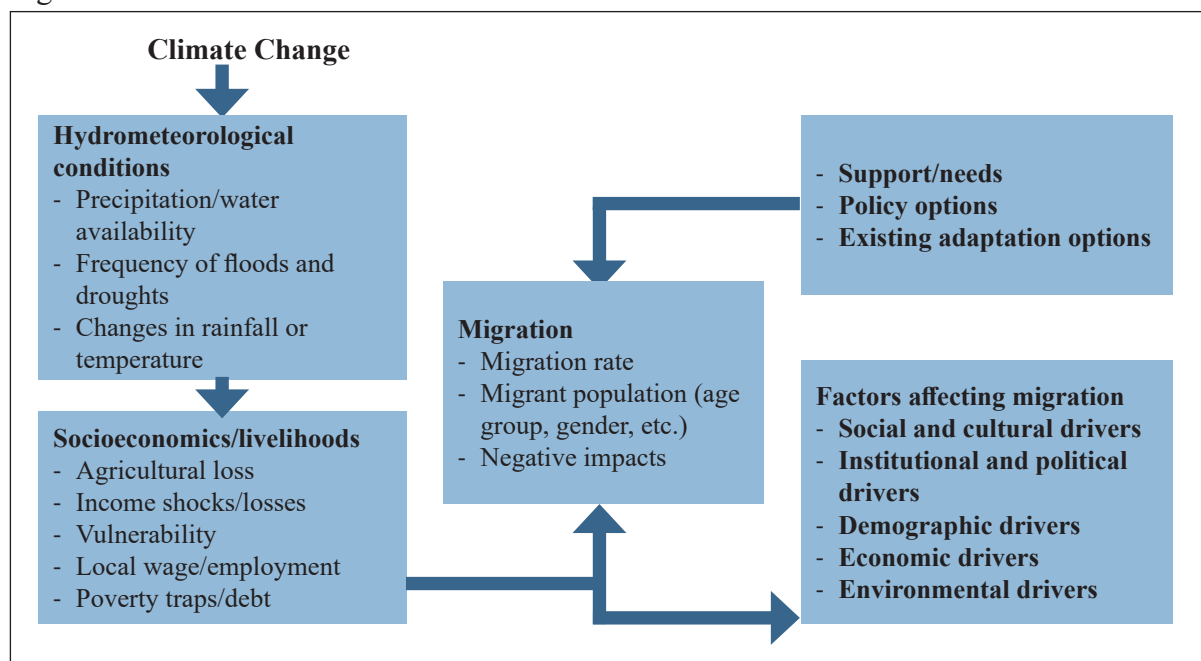 Climate Change
Hydrometeorological
conditions
- Precipitation/water
availability
- Frequency of floods and
droughts
- Changes in rainfall or
temperature
Socioeconomics/livelihoods
- Agricultural loss
- Income shocks/losses
- Vulnerability
- Local wage/employment
- Poverty traps/debt
Migration
- Migration rate
- Migrant population (age
group, gender, etc.)
- Negative impacts
- Support/needs
- Policy options
- Existing adaptation options
Factors affecting migration
- Social and cultural drivers
- Institutional and political
drivers
- Demographic drivers
- Economic drivers
- Environmental drivers